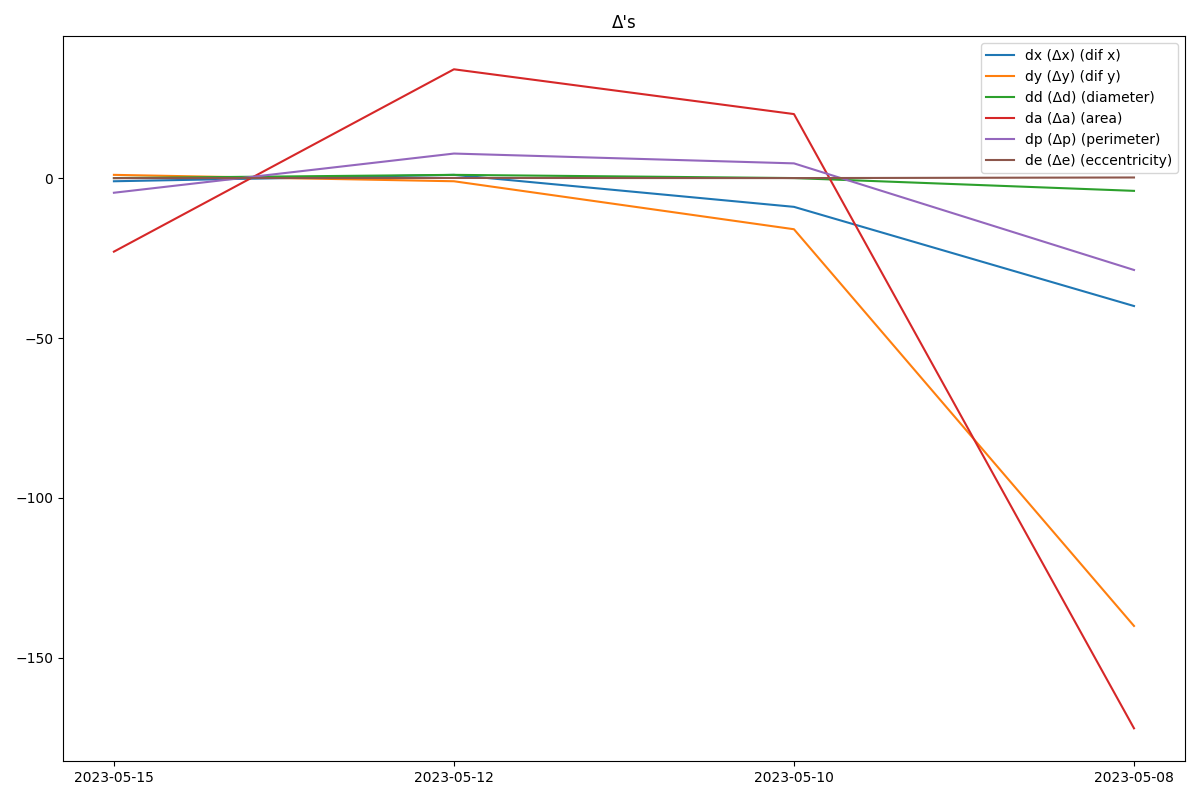 Δ's
dx (Δx) (dif x)
dy (Δy) (dif y)
dd (Δd) (diameter)
da (Δa) (area)
dp (Δp) (perimeter)
de (Δe) (eccentricity)
0
−50
−100
−150
2023-05-15
2023-05-12
2023-05-10
2023-05-08